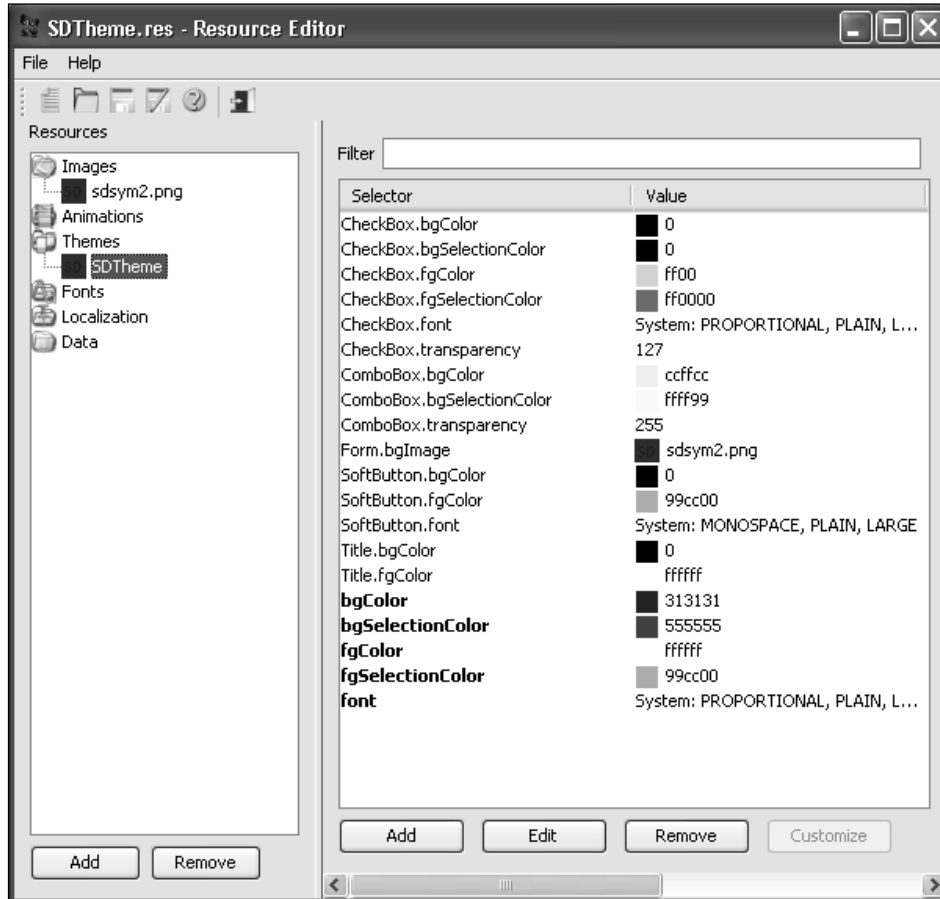 SDTheme.res - Resource Editor
File Help
Resources
Images
sdsym2.png
Animations
Themes
SDTheme
Fonts
Localization
Data
Add Remove
Filter
Selector Value
CheckBox.bgColor 0
CheckBox.bgSelectionColor 0
CheckBox.fgColor ff00
CheckBox.fgSelectionColor ff0000
CheckBox.font System: PROPORTIONAL, PLAIN, L...
CheckBox.transparency 127
ComboBox.bgColor ccffcc
ComboBox.bgSelectionColor ffff99
ComboBox.transparency 255
Form.bgImage sdsym2.png
SoftButton.bgColor 0
SoftButton.fgColor 99cc00
SoftButton.font System: MONOSPACE, PLAIN, LARGE
Title.bgColor 0
Title.fgColor ffffff
bgColor 313131
bgSelectionColor 555555
fgColor ffffff
fgSelectionColor 99cc00
font System: PROPORTIONAL, PLAIN, L...
Add Edit Remove Customize